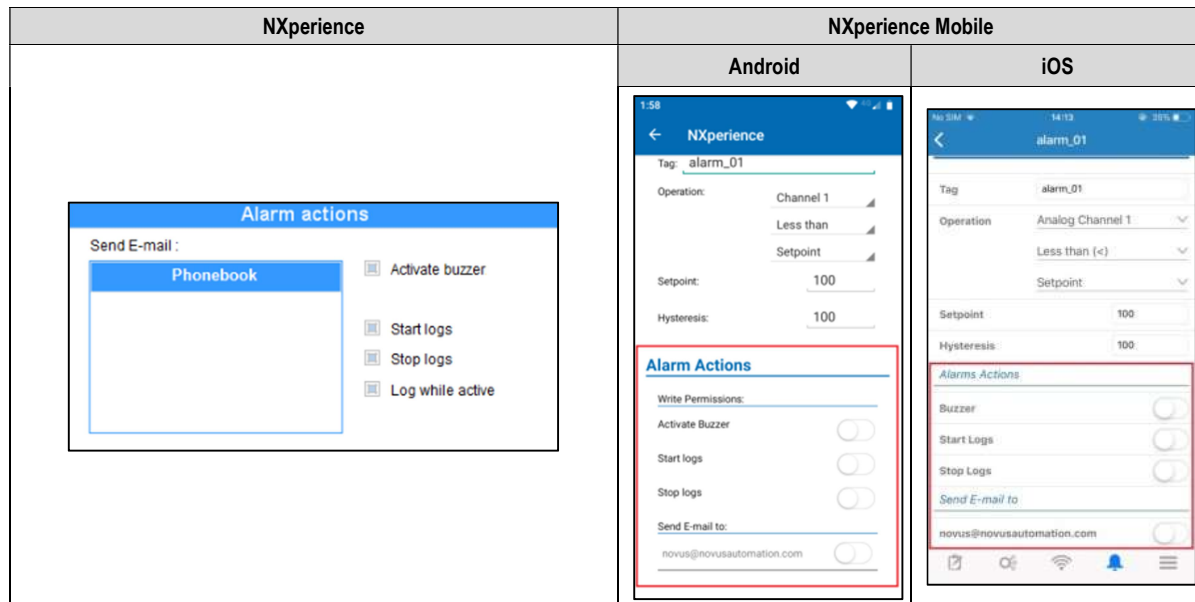 NXperience
NXperience Mobile
Android
iOS
Alarm actions
Send E-mail :
Phonebook
Activate buzzer
Start logs
Stop logs
Log while active
1:58
NXperience
Tag: alarm_01
Operation: Channel 1
Less than
Setpoint
Setpoint: 100
Hysteresis: 100
Alarm Actions
Write Permissions:
Activate Buzzer
Start logs
Stop logs
Send E-mail to:
novus@novusautomation.com
No SIM 14:13
alarm_01
Tag alarm_01
Operation Analog Channel 1
Less than (<)
Setpoint
Setpoint 100
Hysteresis 100
Alarms Actions
Buzzer
Start Logs
Stop Logs
Send E-mail to
novus@novusautomation.com